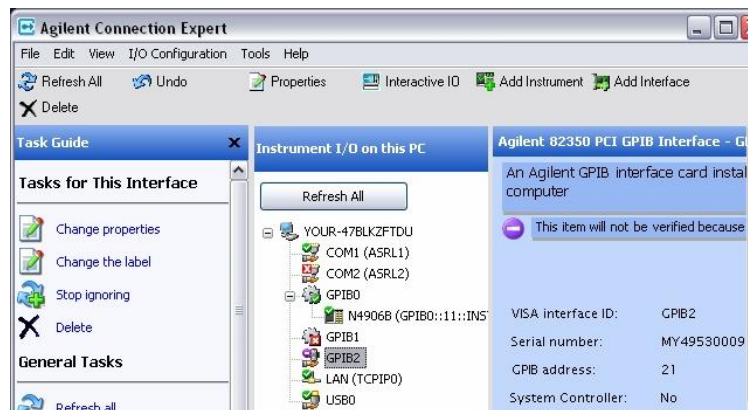 Agilent Connection Expert
File Edit View I/O Configuration Tools Help
Refresh All Undo Properties Interactive IO Add Instrument Add Interface
Delete
Task Guide
Tasks for This Interface
Change properties
Change the label
Stop ignoring
Delete
General Tasks
Refresh all
Instrument I/O on this PC
Refresh All
YOUR-47BLKZFTDU
COM1 (ASRL1)
COM2 (ASRL2)
GPIB0
N4906B (GPIB0::11::INS
GPIB1
GPIB2
LAN (TCPIP0)
USB0
Agilent 82350 PCI GPIB Interface - G
An Agilent GPIB interface card instal
computer
This item will not be verified because
VISA interface ID: GPIB2
Serial number: MY49530009
GPIB address: 21
System Controller: No